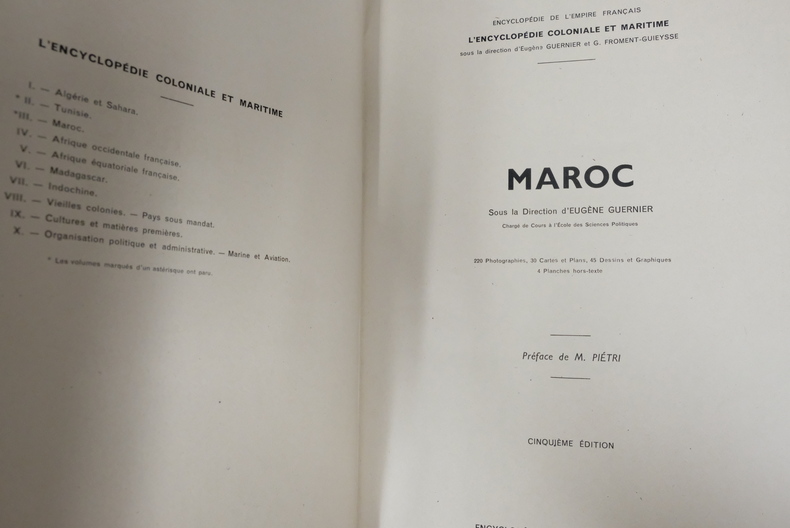 L'ENCYCLOPÉDIE COLONIALE ET MARITIME
I. — Algérie et Sahara.
* II. — Tunisie.
*III. — Maroc.
IV. — Afrique occidentale française.
V. — Afrique équatoriale française.
VI. — Madagascar.
VII. — Indochine.
VIII. — Vieilles colonies. — Pays sous mandat.
IX. — Cultures et matières premières.
X. — Organisation politique et administrative. — Marine et Aviation.
* Les volumes marqués d'un astérisque ont paru.
ENCYCLOPÉDIE DE L'EMPIRE FRANÇAIS
L'ENCYCLOPÉDIE COLONIALE ET MARITIME
sous la direction d'Eugène GUERNIER et G. FROMENT-GUIEYSSE
MAROC
Sous la Direction d'EUGÈNE GUERNIER
Chargé de Cours à l'École des Sciences Politiques
220 Photographies, 30 Cartes et Plans, 45 Dessins et Graphiques
4 Planches hors-texte
Préface de M. PIÉTRI
CINQUIÈME ÉDITION